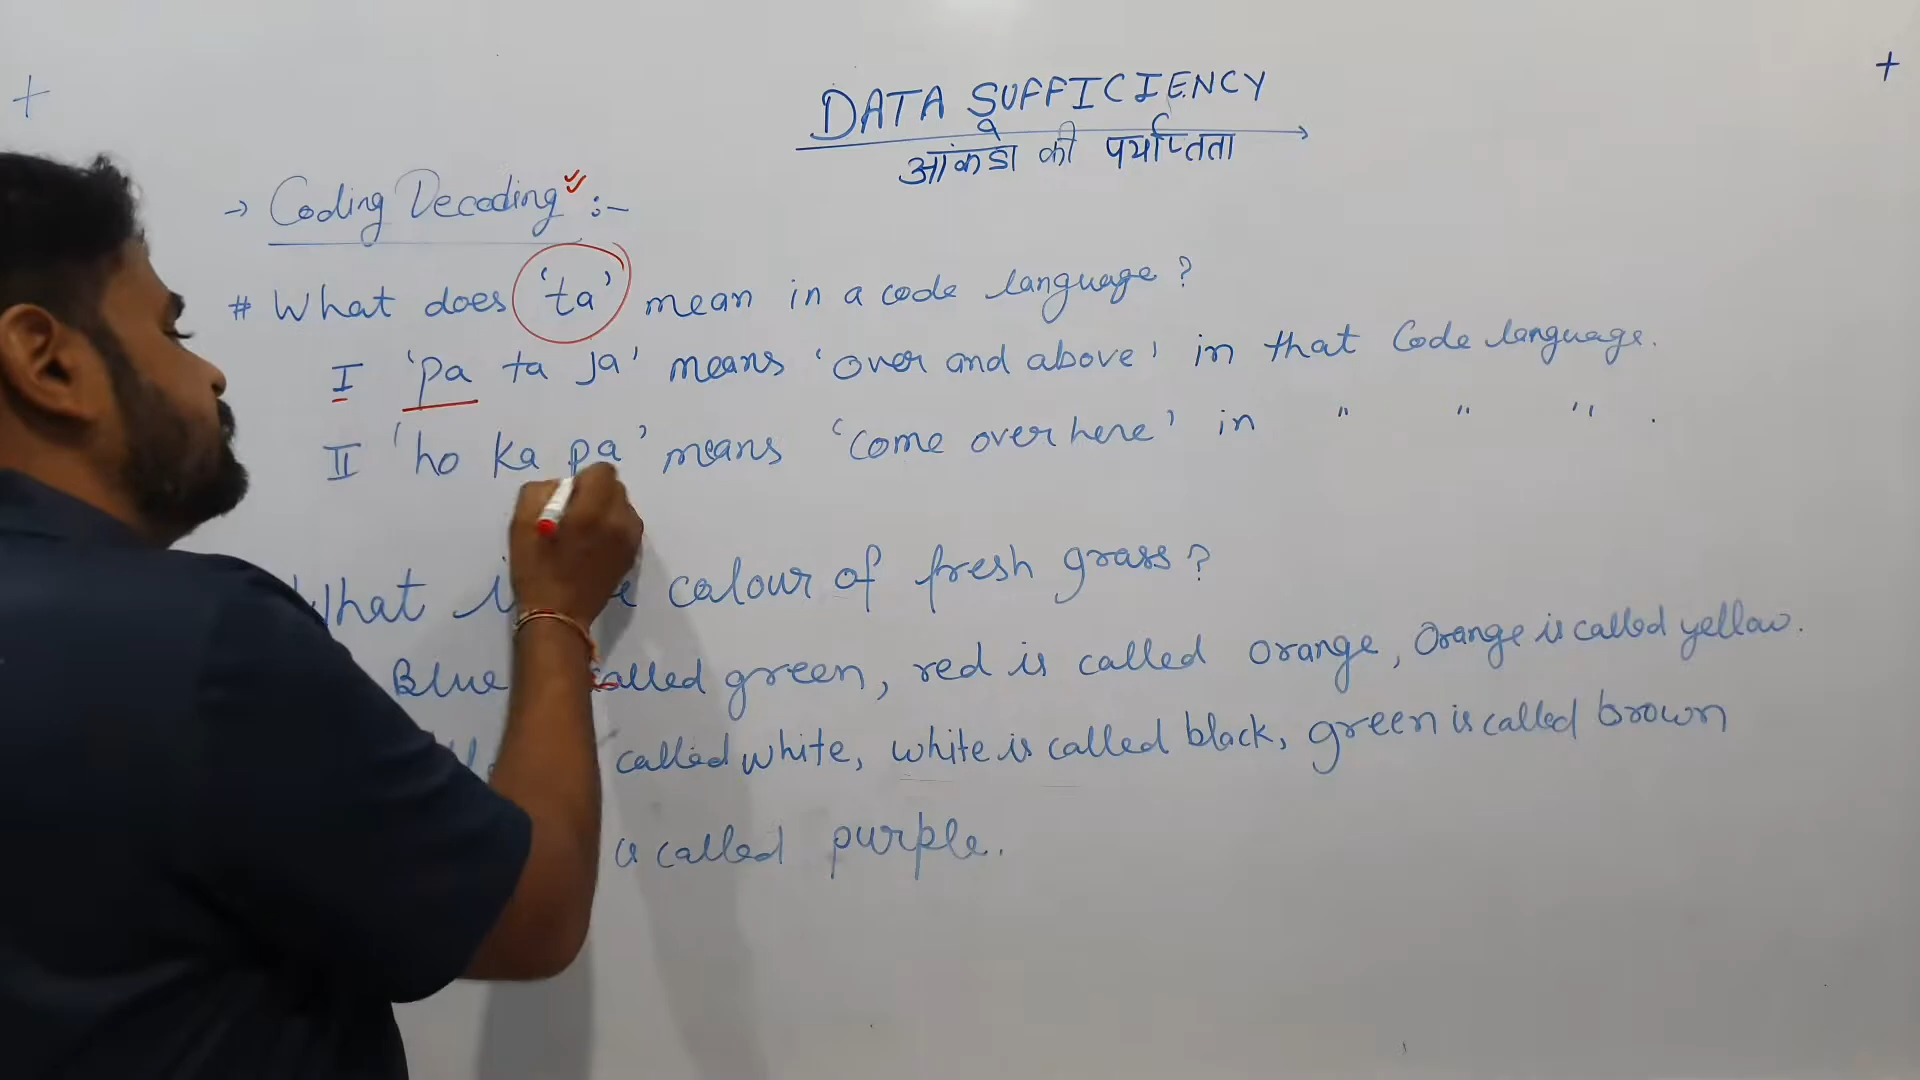 DATA SUFFICIENCY
आंकडो की पर्याप्तता
→ Coding Decoding :-
# What does 'ta' mean in a code language?
I 'pa ta ja' means 'over and above' in that Code language.
II 'ho ka pa' means 'come over here' in " " " .
What colour of fresh grass?
Blue called green, red is called orange, Orange is called yellow.
called white, white is called black, green is called brown
is called purple.